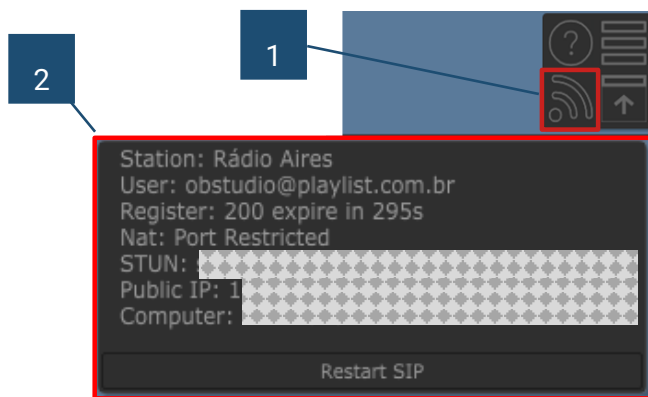 1
2
?
Station: Rádio Aires
User: obstudio@playlist.com.br
Register: 200 expire in 295s
Nat: Port Restricted
STUN:
Public IP: 1
Computer:
Restart SIP